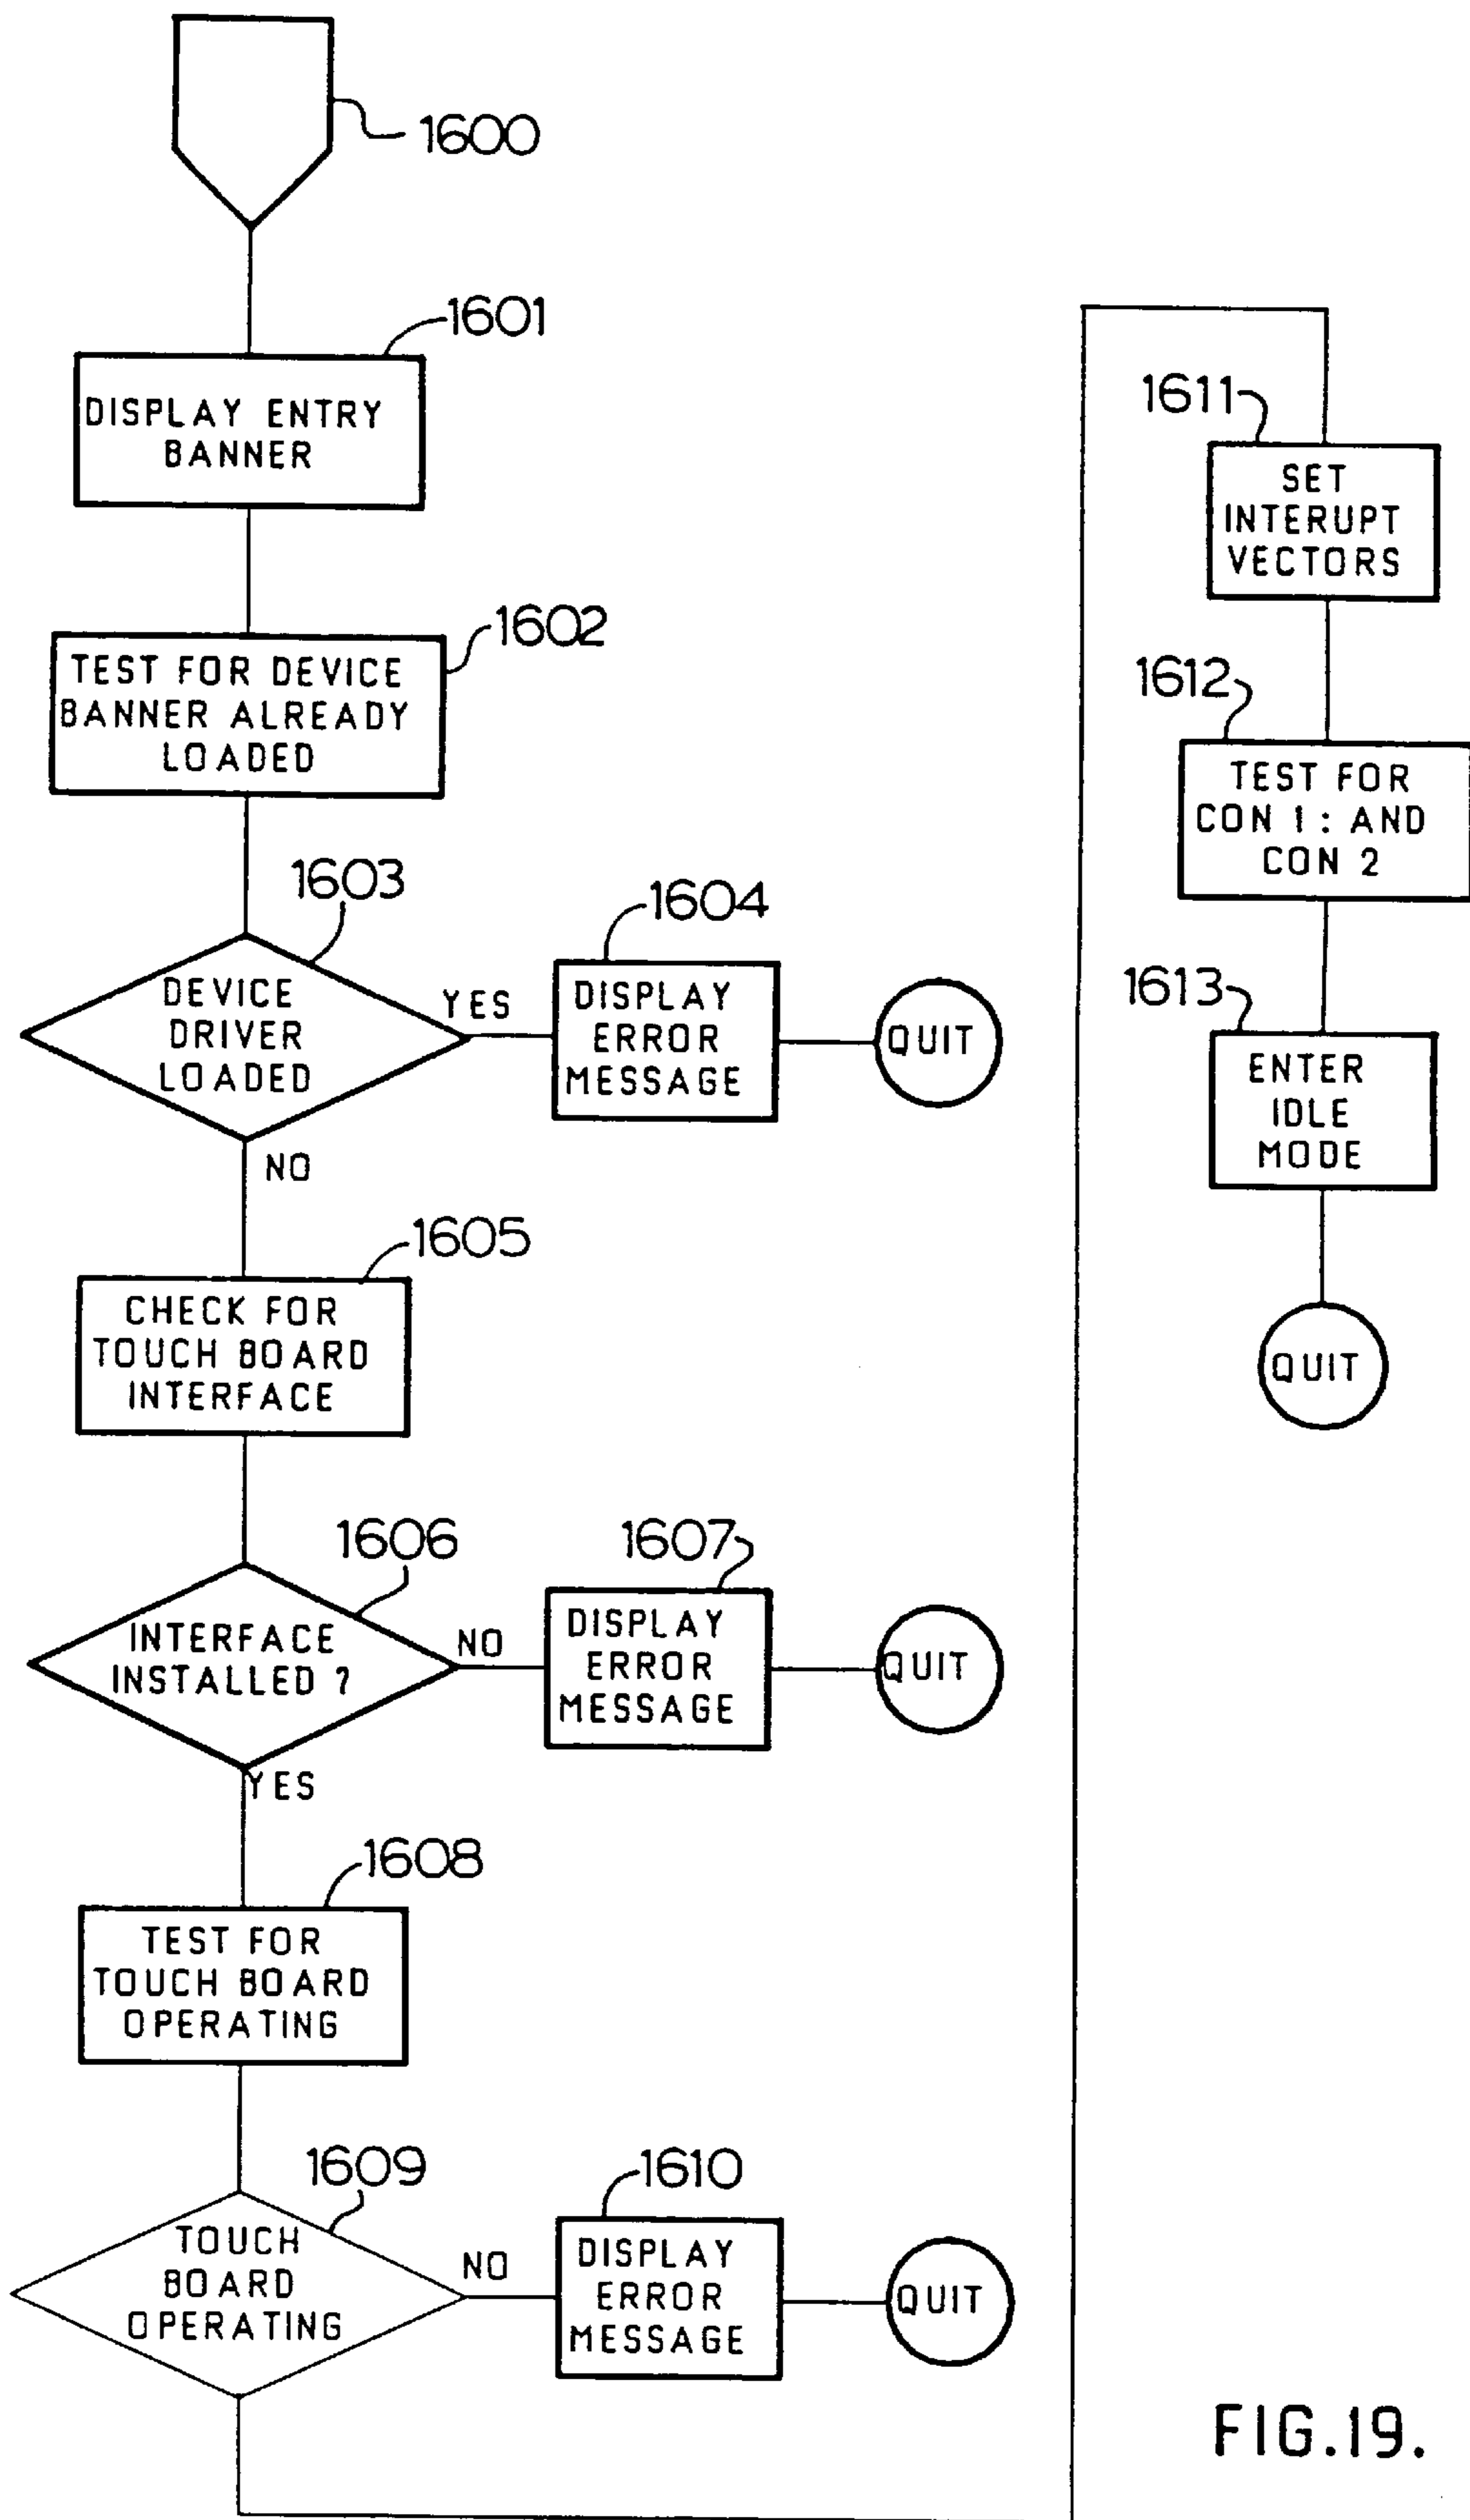 1600
1601
DISPLAY ENTRY
BANNER
1602
TEST FOR DEVICE
BANNER ALREADY
LOADED
1603
DEVICE
DRIVER
LOADED
YES
NO
1604
DISPLAY
ERROR
MESSAGE
QUIT
1605
CHECK FOR
TOUCH BOARD
INTERFACE
1606
INTERFACE
INSTALLED ?
NO
YES
1607
DISPLAY
ERROR
MESSAGE
QUIT
1608
TEST FOR
TOUCH BOARD
OPERATING
1609
TOUCH
BOARD
OPERATING
NO
1610
DISPLAY
ERROR
MESSAGE
QUIT
1611
SET
INTERUPT
VECTORS
1612
TEST FOR
CON 1 : AND
CON 2
1613
ENTER
IDLE
MODE
QUIT
FIG.19.